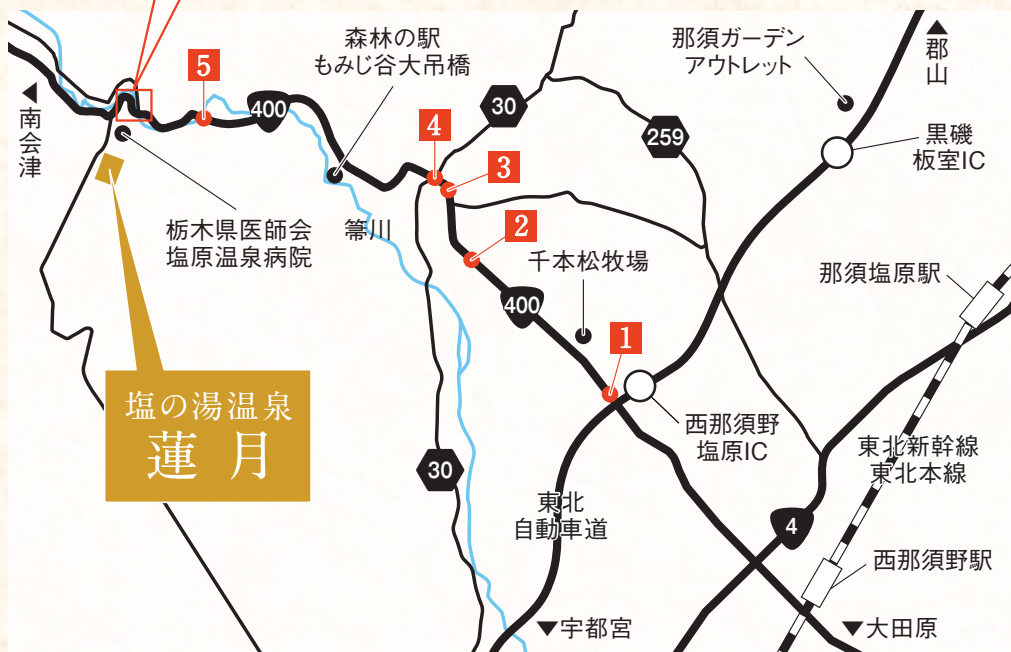 森林の駅
もみじ谷大吊橋
那須ガーデン
アウトレット
▲郡山
◀南会津
5
400
30
4
259
3
黒磯
板室IC
栃木県医師会
塩原温泉病院
箒川
2
千本松牧場
那須塩原駅
400
1
塩の湯温泉
蓮月
西那須野
塩原IC
東北新幹線
東北本線
30
東北
自動車道
4
西那須野駅
▼宇都宮
▼大田原